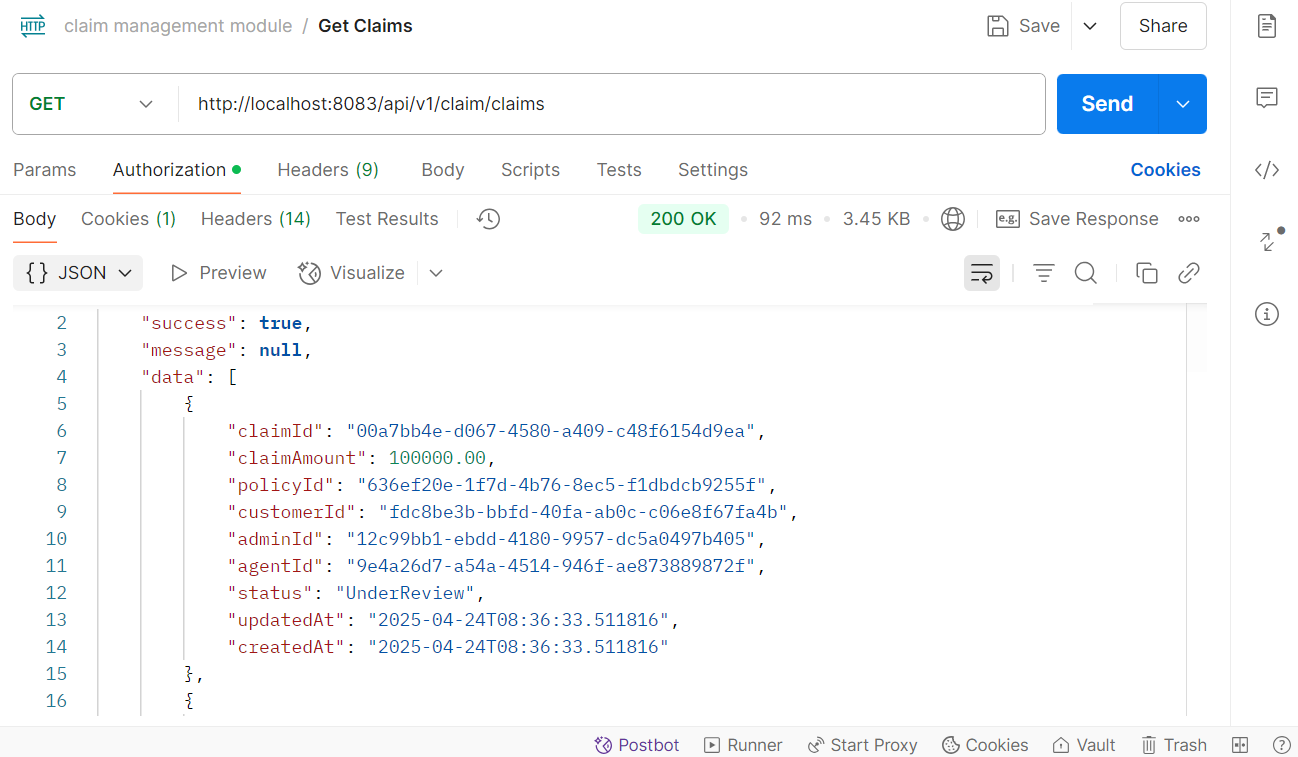 HTTP claim management module / Get Claims Save Share
GET http://localhost:8083/api/v1/claim/claims Send
Params Authorization Headers (9) Body Scripts Tests Settings Cookies
Body Cookies (1) Headers (14) Test Results 200 OK • 92 ms • 3.45 KB • e.g. Save Response
{} JSON Preview Visualize
2 "success": true,
3 "message": null,
4 "data": [
5 {
6 "claimId": "00a7bb4e-d067-4580-a409-c48f6154d9ea",
7 "claimAmount": 100000.00,
8 "policyId": "636ef20e-1f7d-4b76-8ec5-f1dbdcb9255f",
9 "customerId": "fdc8be3b-bbfd-40fa-ab0c-c06e8f67fa4b",
10 "adminId": "12c99bb1-ebdd-4180-9957-dc5a0497b405",
11 "agentId": "9e4a26d7-a54a-4514-946f-ae873889872f",
12 "status": "UnderReview",
13 "updatedAt": "2025-04-24T08:36:33.511816",
14 "createdAt": "2025-04-24T08:36:33.511816"
15 },
16 {
Postbot Runner Start Proxy Cookies Vault Trash